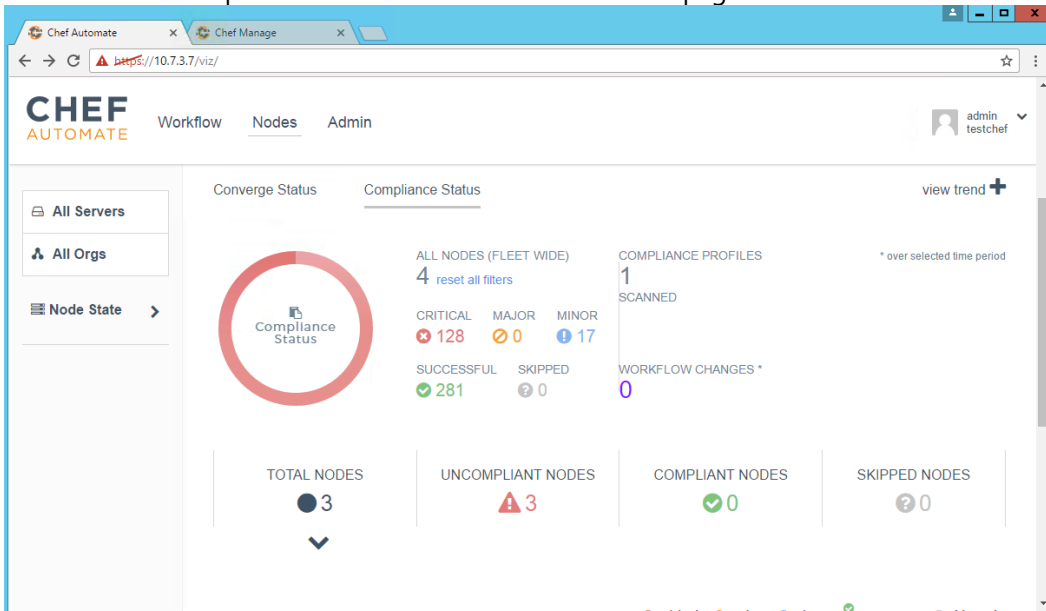 Chef Automate
Chef Manage
https://10.7.3.7/viz/
CHEF
AUTOMATE
Workflow Nodes Admin
admin
testchef
All Servers
All Orgs
Node State
Converge Status Compliance Status
view trend
Compliance
Status
ALL NODES (FLEET WIDE)
4 reset all filters
CRITICAL MAJOR MINOR
128 0 17
SUCCESSFUL SKIPPED
281 0
COMPLIANCE PROFILES
1
SCANNED
WORKFLOW CHANGES *
0
* over selected time period
TOTAL NODES
3
UNCOMPLIANT NODES
3
COMPLIANT NODES
0
SKIPPED NODES
0